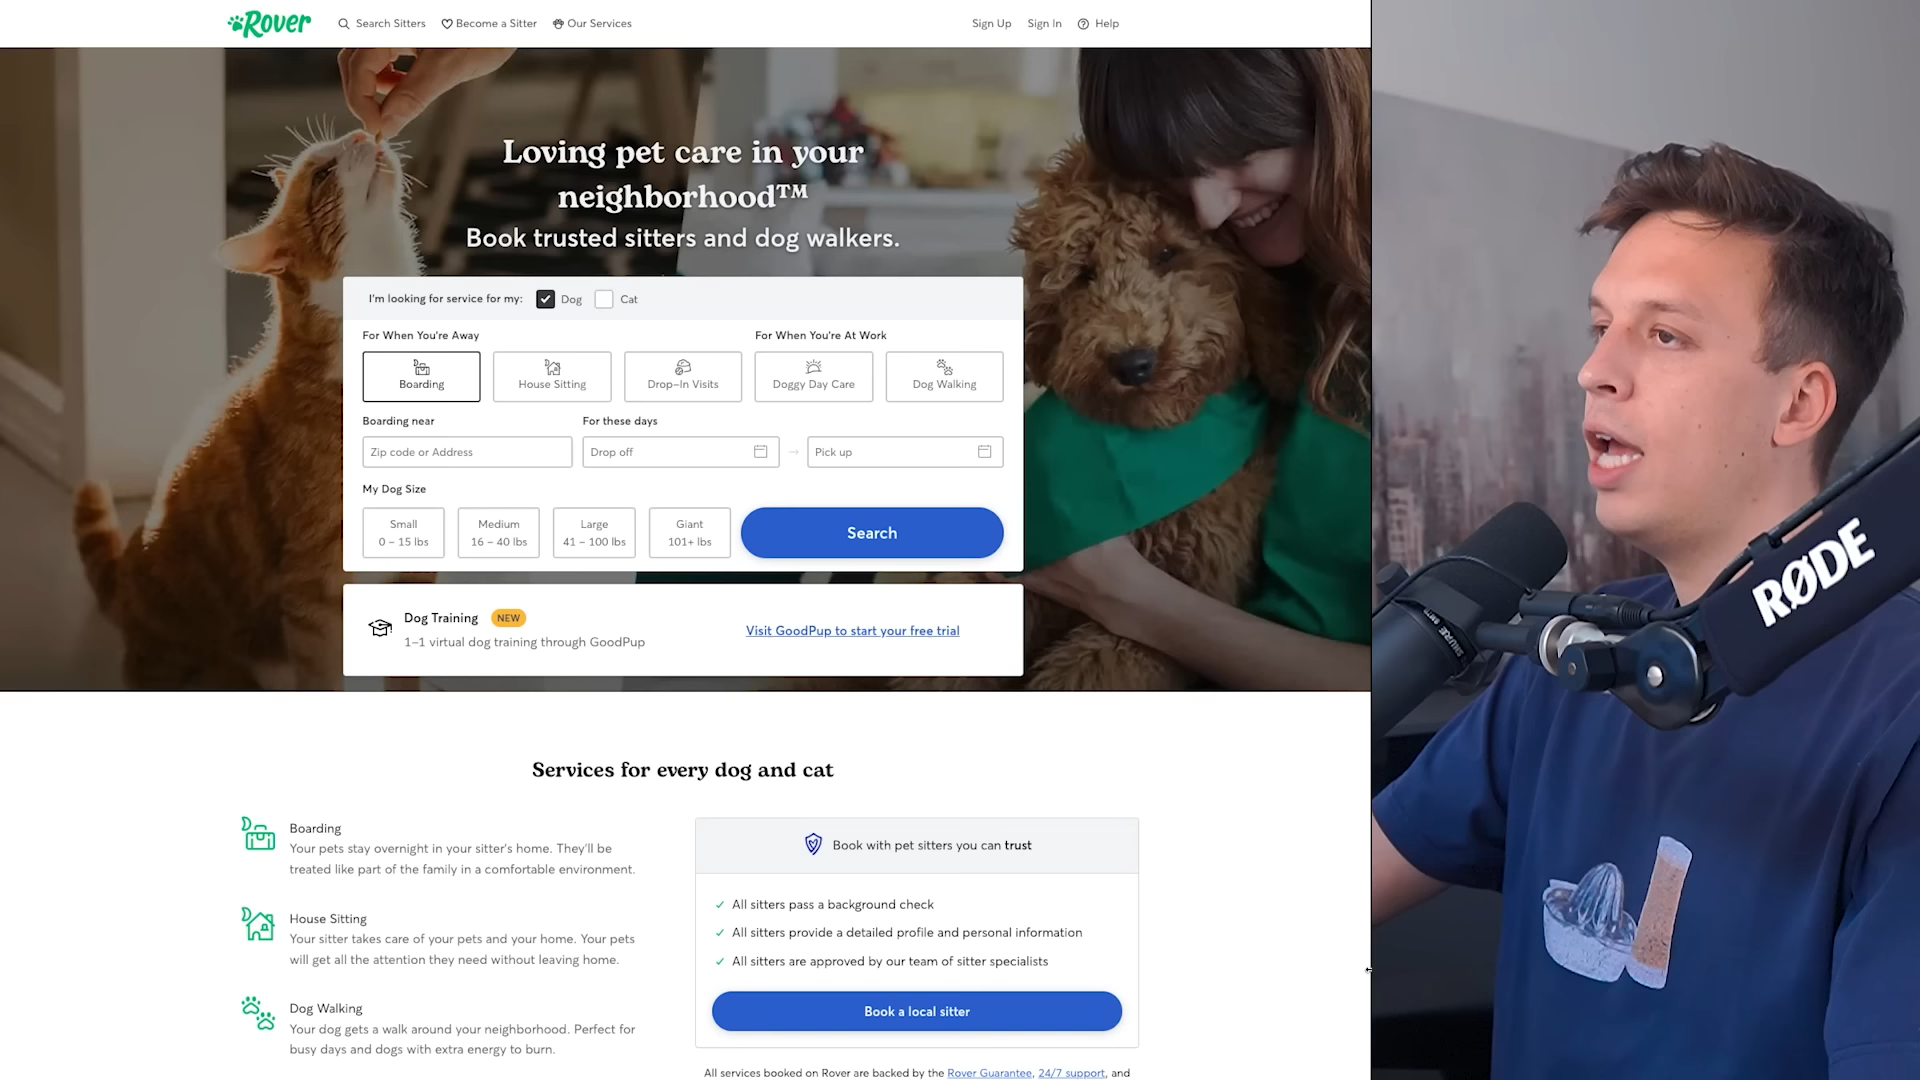 Rover
Search Sitters
Become a Sitter
Our Services
Sign Up
Sign In
Help
Loving pet care in your
neighborhood™
Book trusted sitters and dog walkers.
I'm looking for service for my:
Dog
Cat
For When You're Away
For When You're At Work
Boarding
House Sitting
Drop-In Visits
Doggy Day Care
Dog Walking
Boarding near
For these days
Zip code or Address
Drop off
→
Pick up
My Dog Size
Small
0 – 15 lbs
Medium
16 – 40 lbs
Large
41 – 100 lbs
Giant
101+ lbs
Search
Dog Training NEW
1–1 virtual dog training through GoodPup
Visit GoodPup to start your free trial
Services for every dog and cat
Boarding
Your pets stay overnight in your sitter's home. They'll be
treated like part of the family in a comfortable environment.
House Sitting
Your sitter takes care of your pets and your home. Your pets
will get all the attention they need without leaving home.
Dog Walking
Your dog gets a walk around your neighborhood. Perfect for
busy days and dogs with extra energy to burn.
Book with pet sitters you can trust
All sitters pass a background check
All sitters provide a detailed profile and personal information
All sitters are approved by our team of sitter specialists
Book a local sitter
All services booked on Rover are backed by the Rover Guarantee, 24/7 support, and
RØDE
SHURE